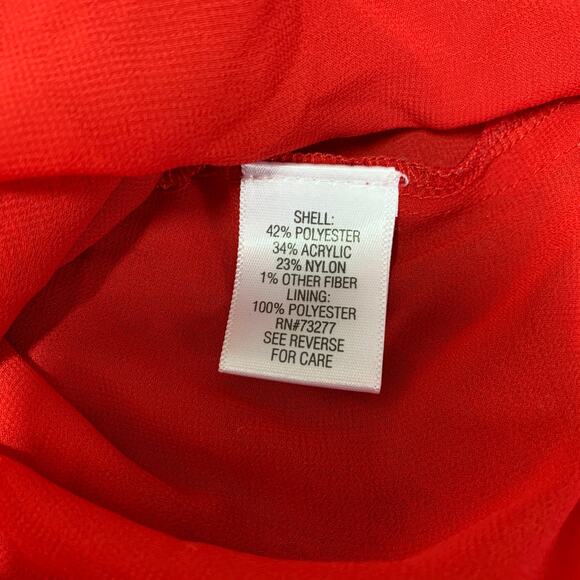 SHELL:
42% POLYESTER
34% ACRYLIC
23% NYLON
1% OTHER FIBER
LINING:
100% POLYESTER
RN#73277
SEE REVERSE
FOR CARE